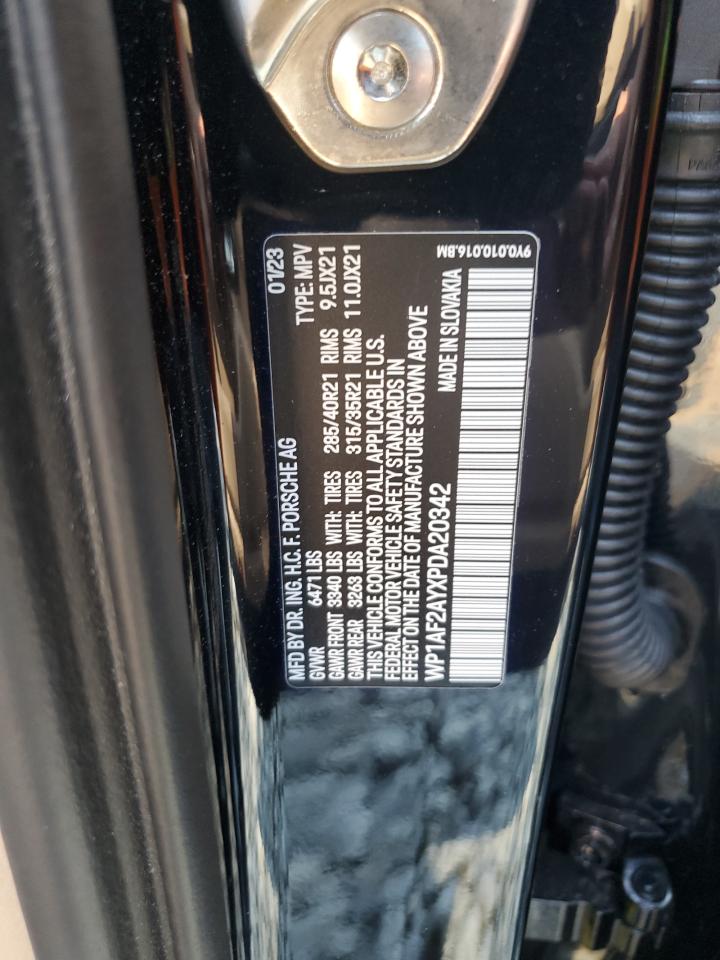 MFD BY DR. ING. H.C. F. PORSCHE AG 01/23
GVWR 6471 LBS TYPE: MPV
GAWR FRONT 3340 LBS WITH: TIRES 285/40R21 RIMS 9.5JX21
GAWR REAR 3263 LBS WITH: TIRES 315/35R21 RIMS 11.0JX21
THIS VEHICLE CONFORMS TO ALL APPLICABLE U.S.
FEDERAL MOTOR VEHICLE SAFETY STANDARDS IN
EFFECT ON THE DATE OF MANUFACTURE SHOWN ABOVE
WP1AF2AYXPDA20342 MADE IN SLOVAKIA
9Y0.010.016.BM